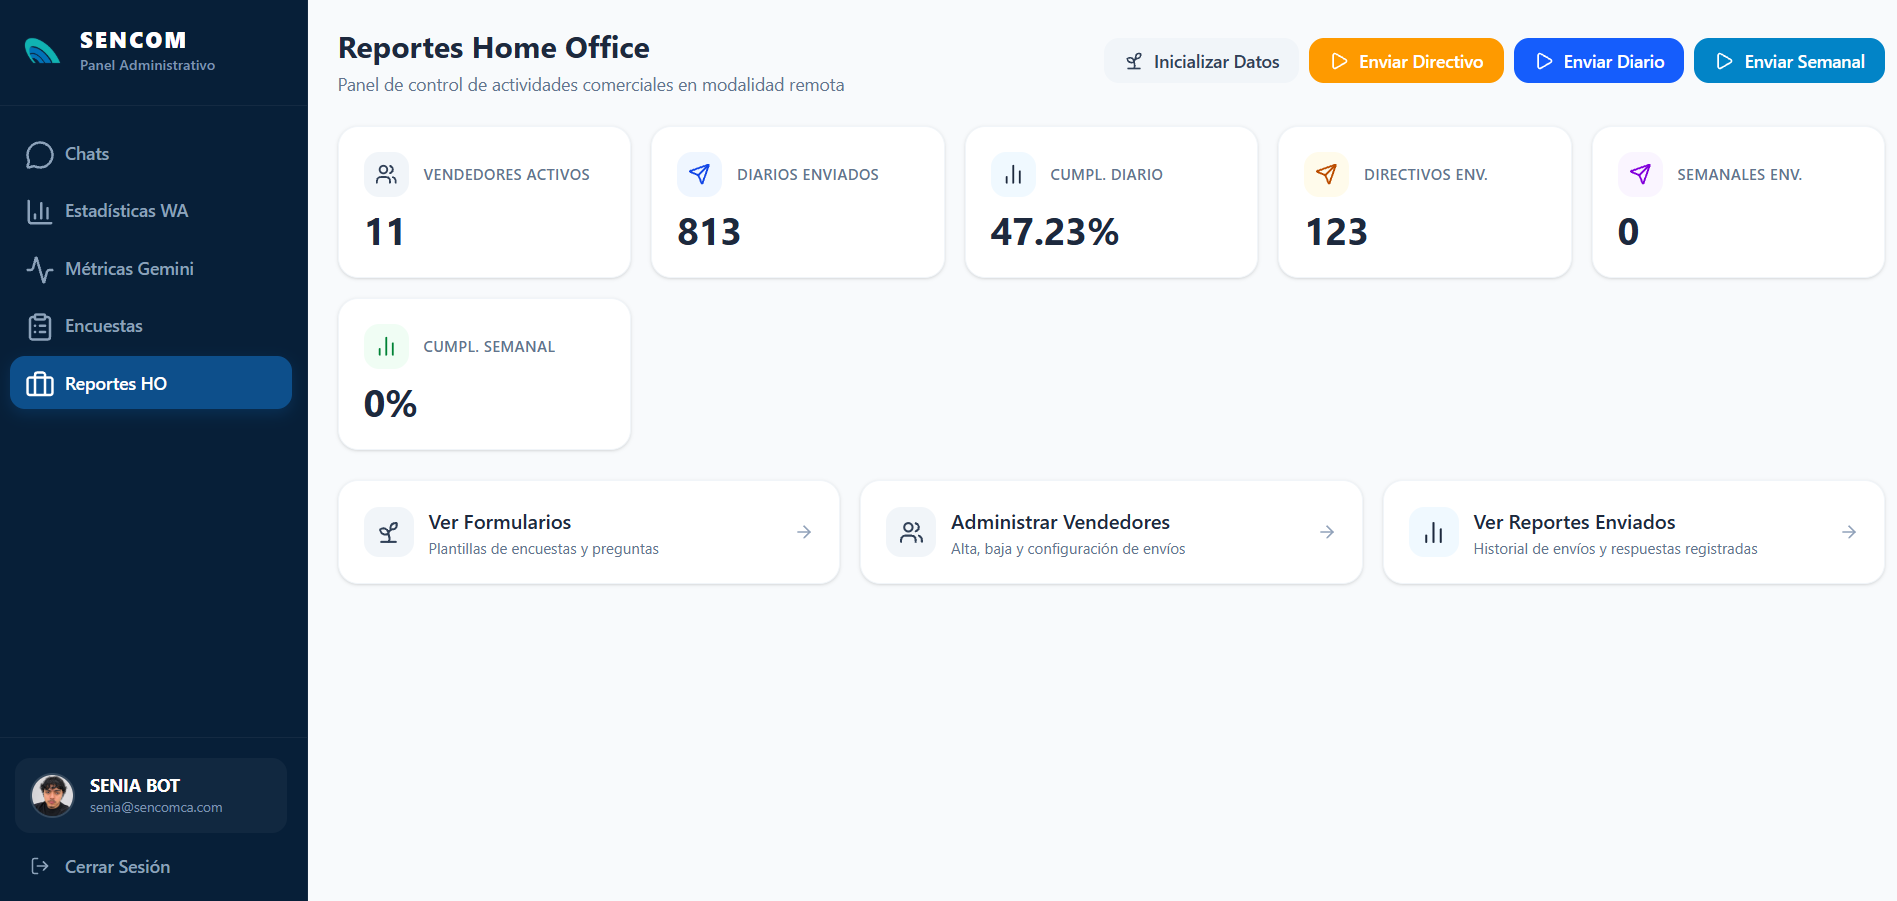 SENCOM
Panel Administrativo
Chats
Estadísticas WA
Métricas Gemini
Encuestas
Reportes HO
SENIA BOT
senia@sencomca.com
Cerrar Sesión
Reportes Home Office
Panel de control de actividades comerciales en modalidad remota
Inicializar Datos
Enviar Directivo
Enviar Diario
Enviar Semanal
VENDEDORES ACTIVOS
11
DIARIOS ENVIADOS
813
CUMPL. DIARIO
47.23%
DIRECTIVOS ENV.
123
SEMANALES ENV.
0
CUMPL. SEMANAL
0%
Ver Formularios
Plantillas de encuestas y preguntas
Administrar Vendedores
Alta, baja y configuración de envíos
Ver Reportes Enviados
Historial de envíos y respuestas registradas